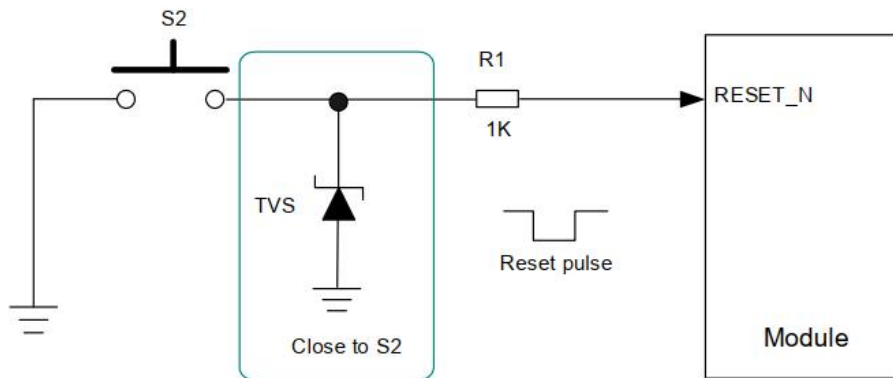 S2
R1
RESET_N
1K
TVS
Reset pulse
Close to S2
Module